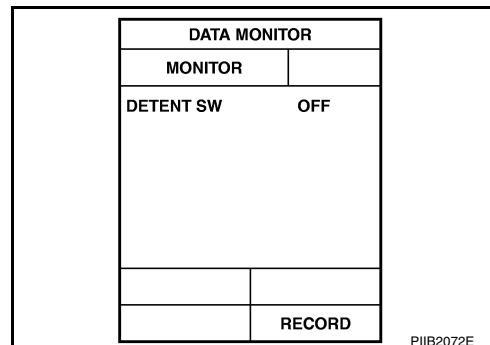 DATA MONITOR
MONITOR
DETENT SW OFF
RECORD
PIIB2072E